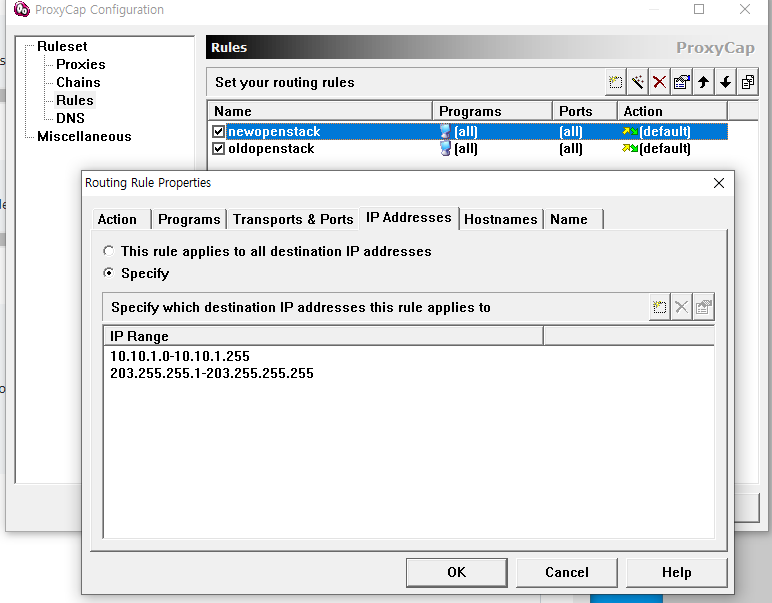 ProxyCap Configuration
Ruleset
Proxies
Chains
Rules
DNS
Miscellaneous
Rules
ProxyCap
Set your routing rules
Name Programs Ports Action
newopenstack (all) (all) (default)
oldopenstack (all) (all) (default)
Routing Rule Properties
Action Programs Transports & Ports IP Addresses Hostnames Name
This rule applies to all destination IP addresses
Specify
Specify which destination IP addresses this rule applies to
IP Range
10.10.1.0-10.10.1.255
203.255.255.1-203.255.255.255
OK Cancel Help